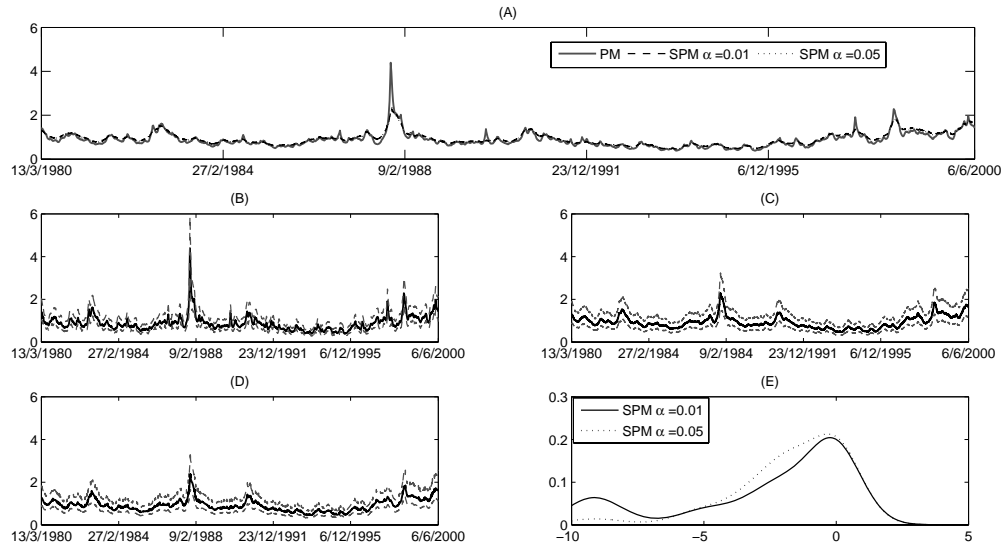 (A)
6
4
2
0
PM SPM α =0.01 SPM α =0.05
13/3/1980 27/2/1984 9/2/1988 23/12/1991 6/12/1995 6/6/2000
(B)
6
4
2
0
13/3/1980 27/2/1984 9/2/1988 23/12/1991 6/12/1995 6/6/2000
(C)
6
4
2
0
13/3/1980 27/2/1984 9/2/1984 23/12/1991 6/12/1995 6/6/2000
(D)
6
4
2
0
13/3/1980 27/2/1984 9/2/1988 23/12/1991 6/12/1995 6/6/2000
(E)
0.3
0.2
0.1
0
SPM α =0.01
SPM α =0.05
−10 −5 0 5